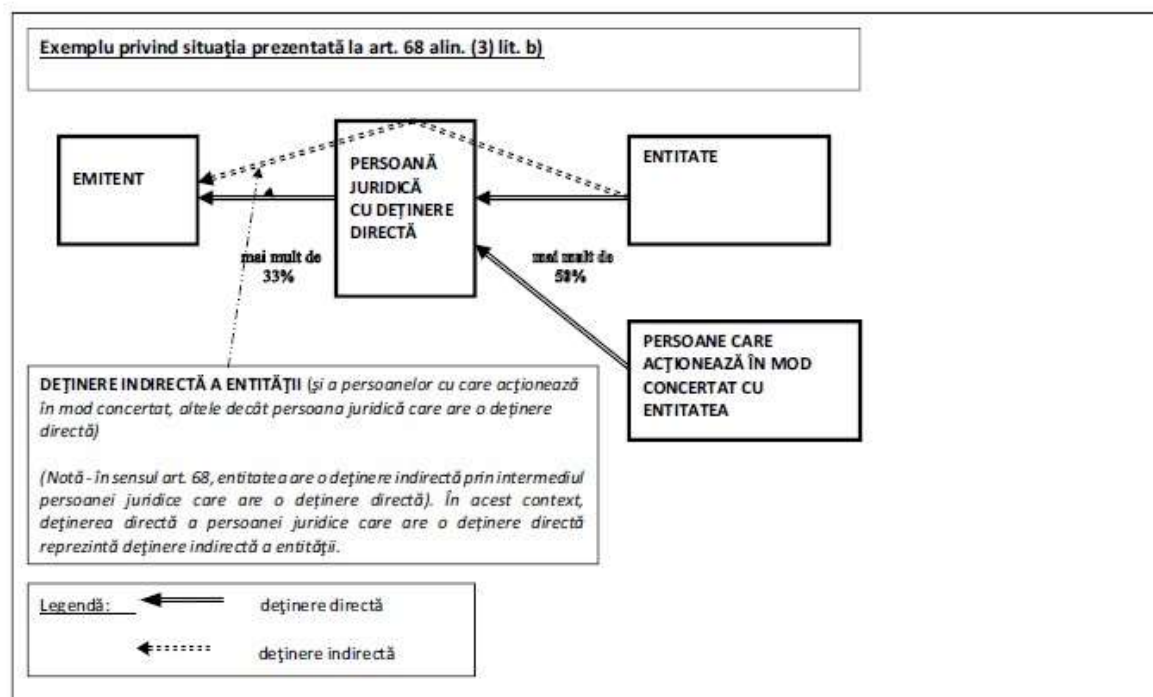 Exemplu privind situaţia prezentată la art. 68 alin. (3) lit. b)
EMITENT
PERSOANĂ
JURIDICĂ
CU DEŢINERE
DIRECTĂ
ENTITATE
mai mult de
33%
mai mult de
PERSOANE CARE
ACŢIONEAZĂ ÎN MOD
CONCERTAT CU
ENTITATEA
DEŢINERE INDIRECTĂ A ENTITĂŢII (şi a persoanelor cu care acţionează
în mod concertat, altele decât persoana juridică care are o deţinere
directă)
(Notă - în sensul art. 68, entitatea are o deţinere indirectă prin intermediul
persoanei juridice care are o deţinere directă). În acest context,
deţinerea directă a persoanei juridice care are o deţinere directă
reprezintă deţinere indirectă a entităţii.
Legendă:
deţinere directă
deţinere indirectă